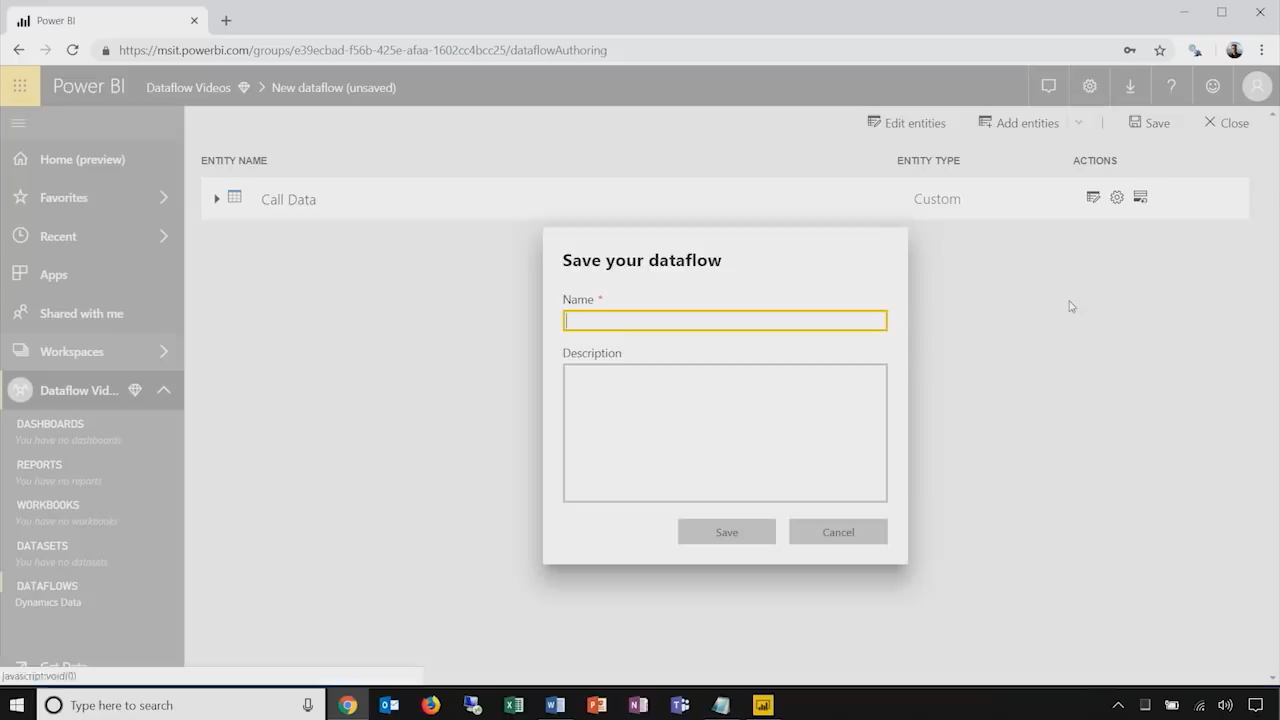 Power BI
https://msit.powerbi.com/groups/e39ecbad-f56b-425e-afaa-1602cc4bcc25/dataflowAuthoring
Power BI Dataflow Videos > New dataflow (unsaved) ?
Edit entities Add entities Save Close
ENTITY NAME ENTITY TYPE ACTIONS
Call Data Custom
Home (preview)
Favorites
Recent
Apps
Shared with me
Workspaces
Dataflow Vid...
DASHBOARDS
You have no dashboards
REPORTS
You have no reports
WORKBOOKS
You have no workbooks
DATASETS
You have no datasets
DATAFLOWS
Dynamics Data
Get Data
Save your dataflow
Name *
Description
Save Cancel
javascript:void(0)
Type here to search